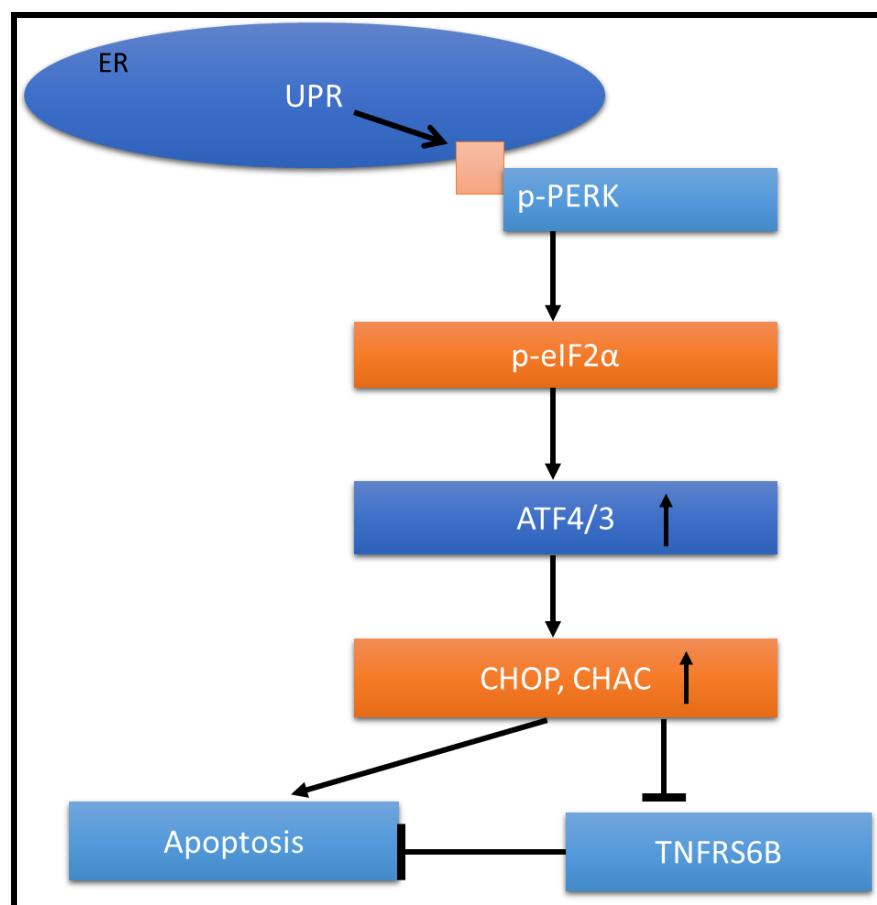 ER
UPR
p-PERK
p-eIF2α
ATF4/3
CHOP, CHAC
Apoptosis
TNFRS6B